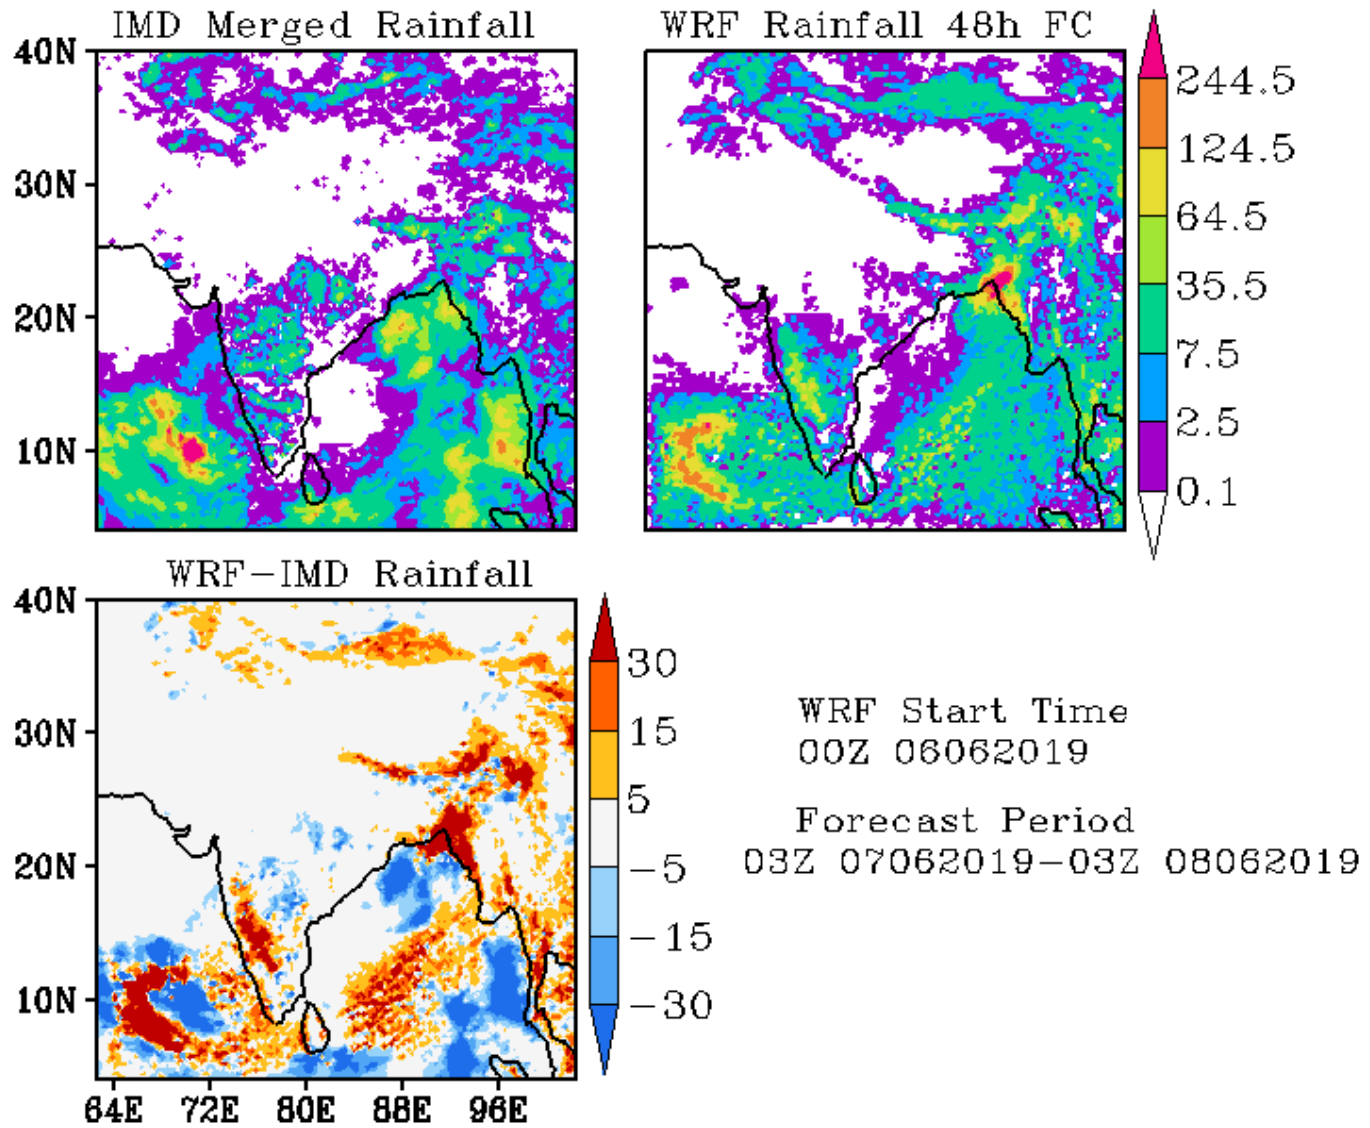 IMD Merged Rainfall
WRF Rainfall 48h FC
40N
30N
20N
10N
244.5
124.5
64.5
35.5
7.5
2.5
0.1
WRF-IMD Rainfall
40N
30N
20N
10N
64E 72E 80E 88E 96E
30
15
5
-5
-15
-30
WRF Start Time
00Z 06062019
Forecast Period
03Z 07062019-03Z 08062019